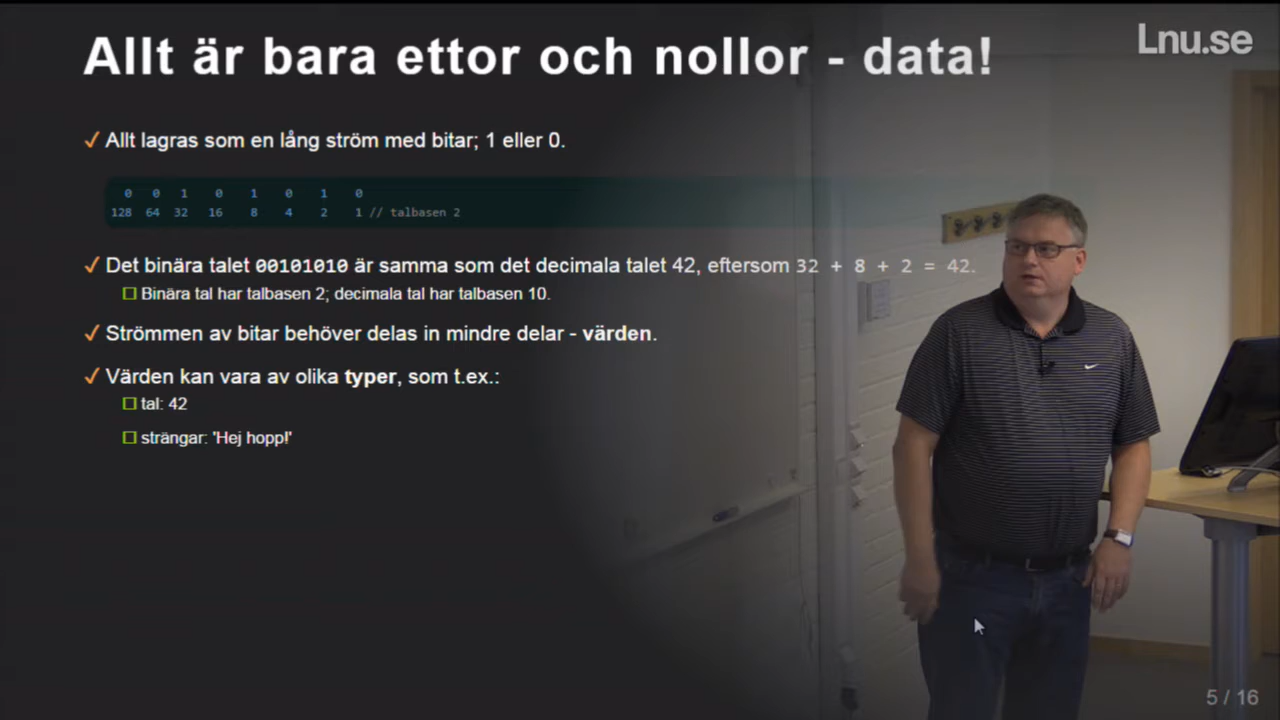 Allt är bara ettor och nollor - data!
Lnu.se
✓ Allt lagras som en lång ström med bitar; 1 eller 0.
0 0 1 0 1 0 1 0
128 64 32 16 8 4 2 1 // talbasen 2
✓ Det binära talet 00101010 är samma som det decimala talet 42, eftersom 32 + 8 + 2 = 42.
Binära tal har talbasen 2; decimala tal har talbasen 10.
✓ Strömmen av bitar behöver delas in mindre delar - värden.
✓ Värden kan vara av olika typer, som t.ex.:
tal: 42
strängar: 'Hej hopp!'
5 / 16